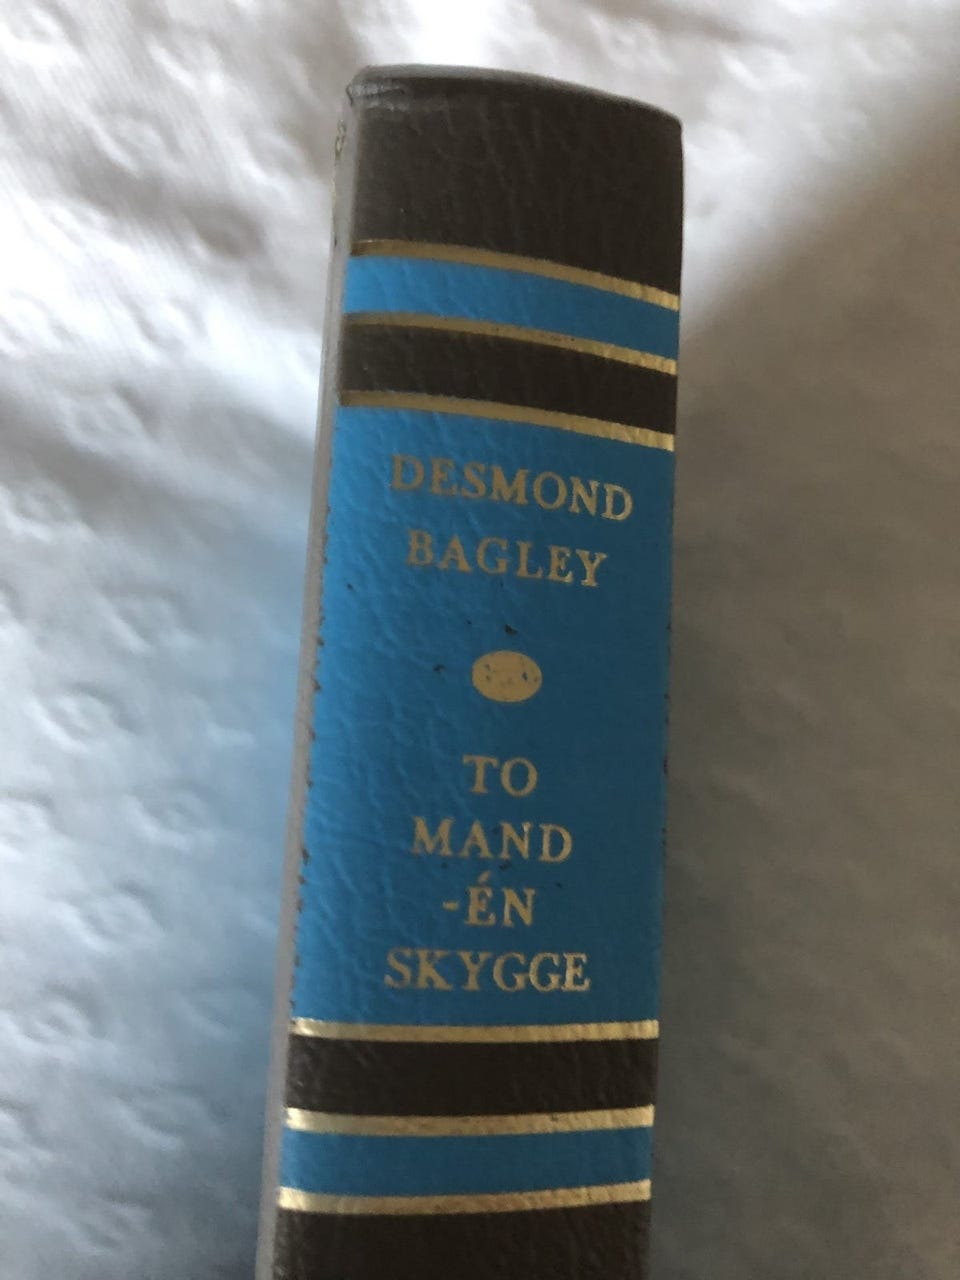 DESMOND
BAGLEY
TO
MAND
-ÉN
SKYGGE